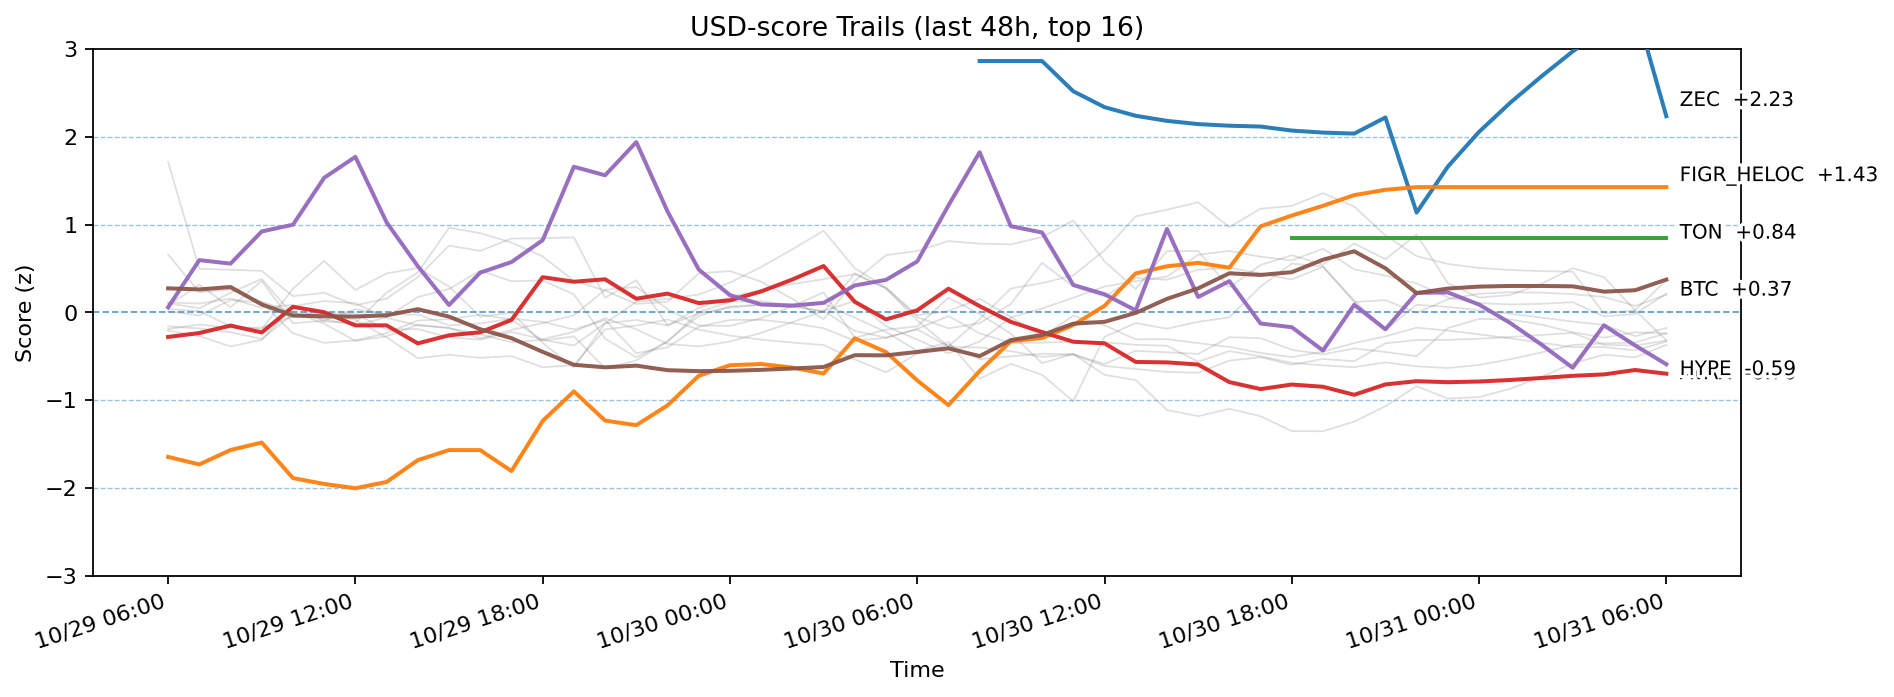 USD-score Trails (last 48h, top 16)
Score (z)
3
2
1
0
−1
−2
−3
ZEC +2.23
FIGR_HELOC +1.43
TON +0.84
BTC +0.37
HYPE -0.59
10/29 06:00
10/29 12:00
10/29 18:00
10/30 00:00
10/30 06:00
10/30 12:00
10/30 18:00
10/31 00:00
10/31 06:00
Time